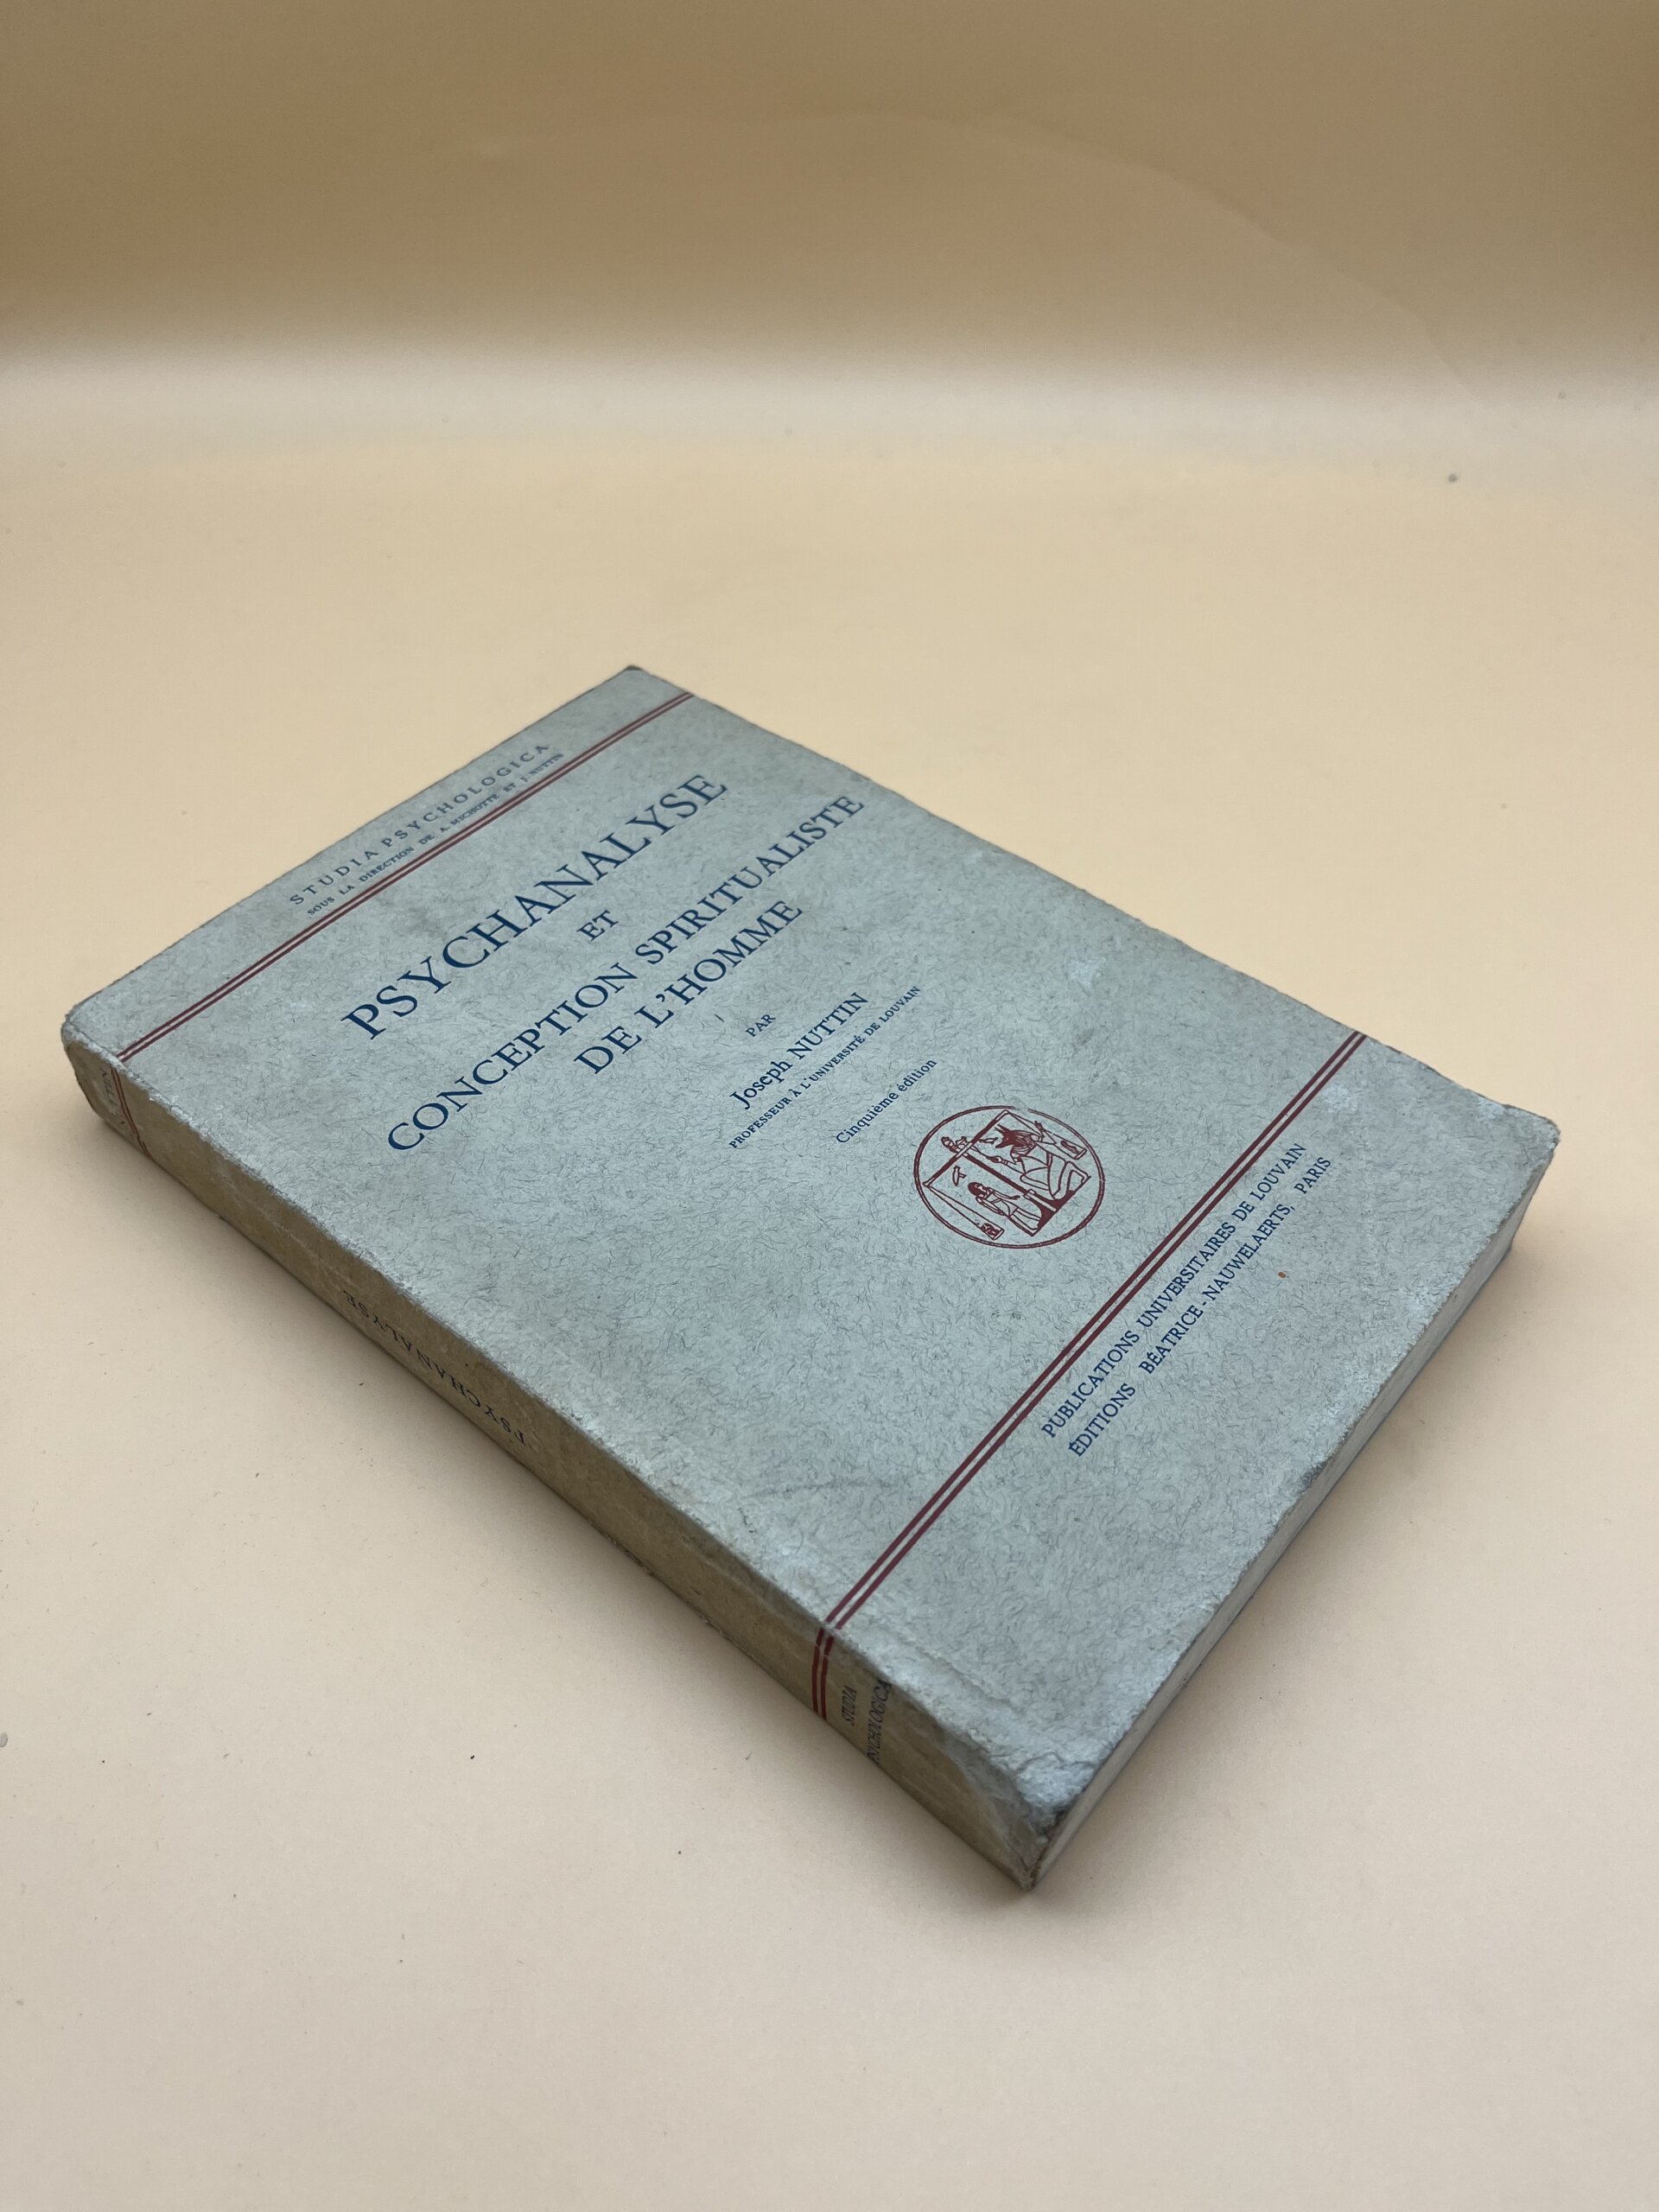 STUDIA PSYCHOLOGICA
SOUS LA DIRECTION DE A. MICHOTTE ET J. NUTTIN
PSYCHANALYSE
ET
CONCEPTION SPIRITUALISTE
DE L'HOMME
PAR
Joseph NUTTIN
PROFESSEUR À L'UNIVERSITÉ DE LOUVAIN
Cinquième édition
PUBLICATIONS UNIVERSITAIRES DE LOUVAIN
ÉDITIONS BÉATRICE - NAUWELAERTS, PARIS
PSYCHANALYSE
STUDIA
PSYCHOLOGICA